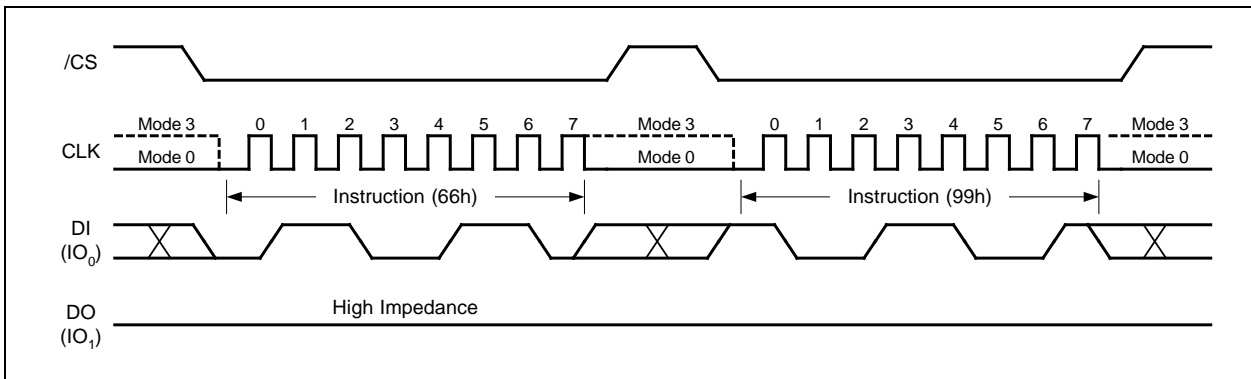 /CS
Mode 3 0 1 2 3 4 5 6 7 Mode 3 0 1 2 3 4 5 6 7 Mode 3
CLK Mode 0 Mode 0 Mode 0
Instruction (66h) Instruction (99h)
DI
(IO0)
High Impedance
DO
(IO1)